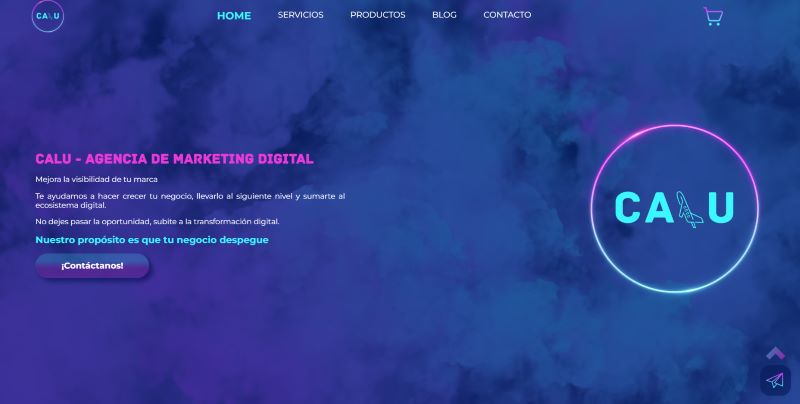 CALU
HOME SERVICIOS PRODUCTOS BLOG CONTACTO
CALU - AGENCIA DE MARKETING DIGITAL
Mejora la visibilidad de tu marca
Te ayudamos a hacer crecer tu negocio, llevarlo al siguiente nivel y sumarte al
ecosistema digital.
No dejes pasar la oportunidad, subite a la transformación digital.
Nuestro propósito es que tu negocio despegue
¡Contáctanos!
CALU